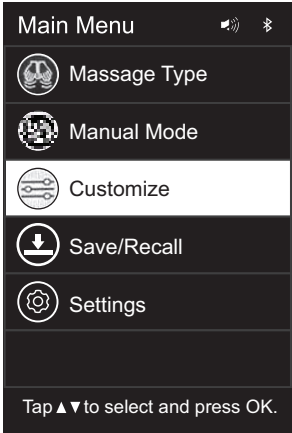 Main Menu
Massage Type
Manual Mode
Customize
Save/Recall
Settings
Tap▲▼to select and press OK.